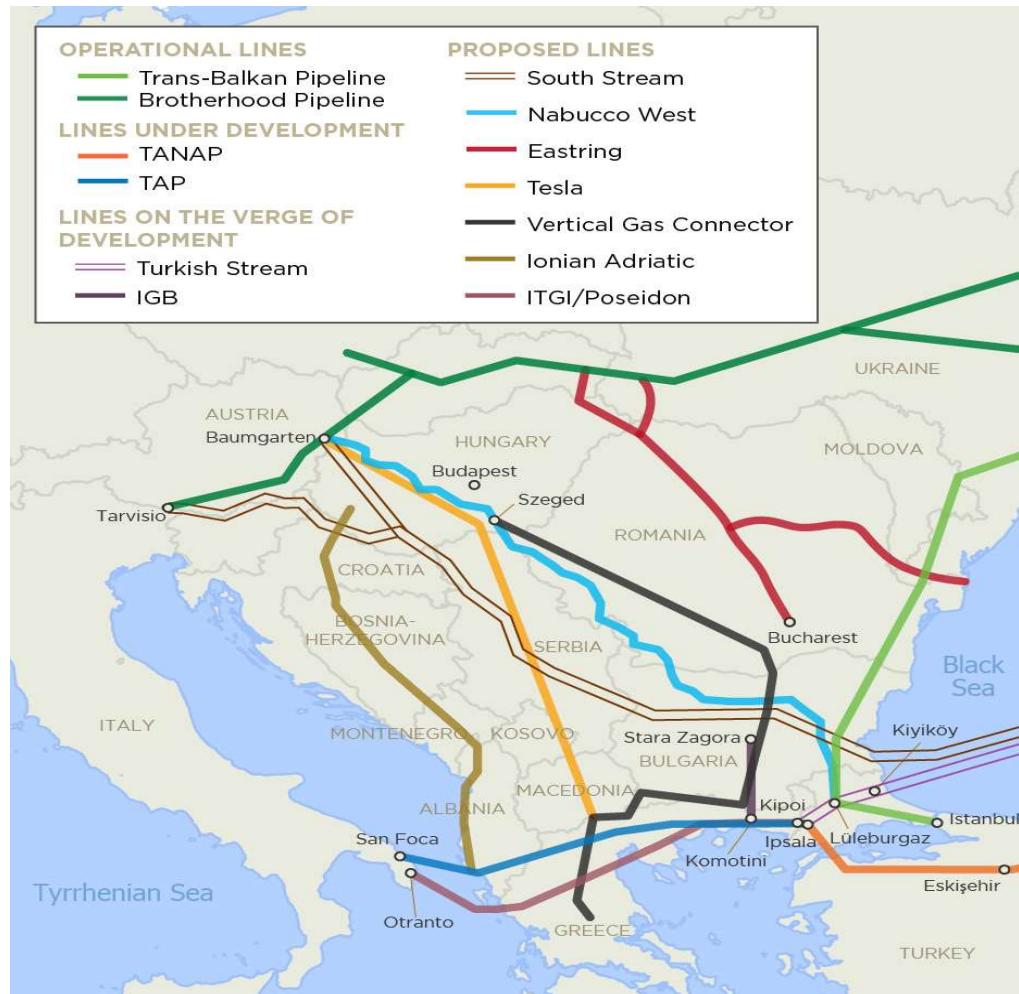 OPERATIONAL LINES
Trans-Balkan Pipeline
Brotherhood Pipeline
LINES UNDER DEVELOPMENT
TANAP
TAP
LINES ON THE VERGE OF
DEVELOPMENT
Turkish Stream
IGB
PROPOSED LINES
South Stream
Nabucco West
Eastring
Tesla
Vertical Gas Connector
Ionian Adriatic
ITGI/Poseidon
UKRAINE
AUSTRIA
Baumgarten
HUNGARY
MOLDOVA
Budapest
Szeged
Tarvisio
ROMANIA
CROATIA
BOSNIA-
HERZEGOVINA
SERBIA
Bucharest
Black
Sea
ITALY
MONTENEGRO
KOSOVO
Stara Zagora
Kiyiköy
BULGARIA
MACEDONIA
ALBANIA
Kipoi
San Foca
Ipsala
Lüleburgaz
Istanbul
Komotini
Tyrrhenian Sea
Otranto
Eskişehir
GREECE
TURKEY